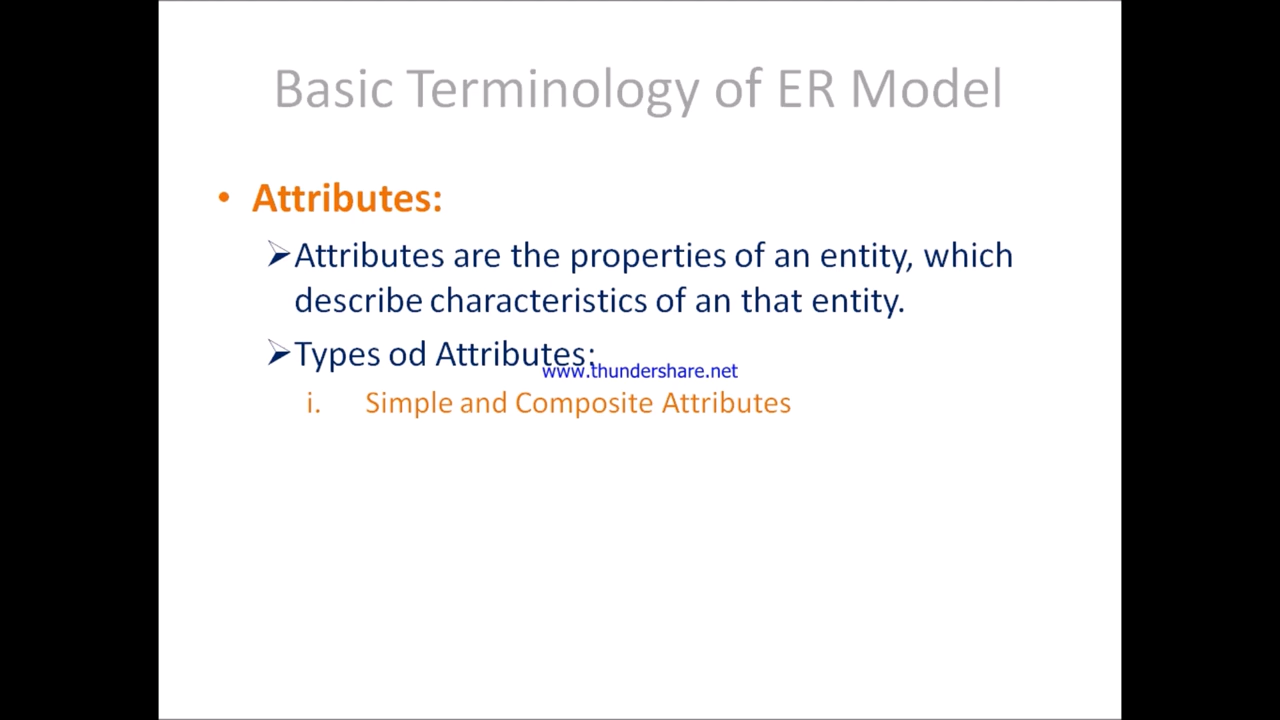 Basic Terminology of ER Model
• Attributes:
➢Attributes are the properties of an entity, which
describe characteristics of an that entity.
➢Types od Attributes:
www.thundershare.net
i. Simple and Composite Attributes